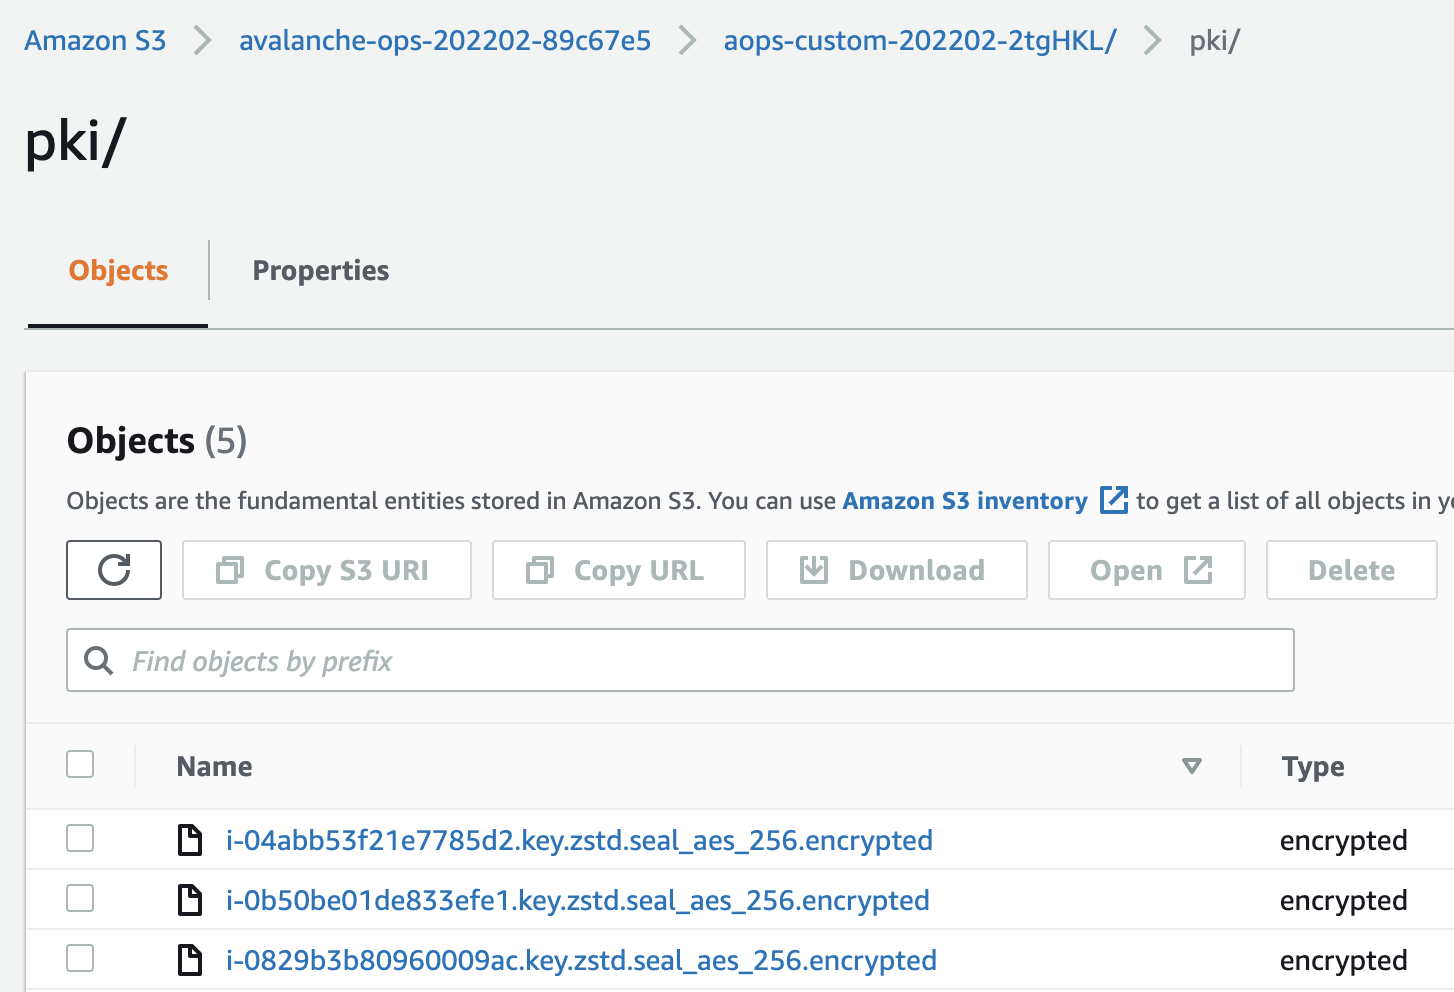 Amazon S3 > avalanche-ops-202202-89c67e5 > aops-custom-202202-2tgHKL/ > pki/
pki/
Objects Properties
Objects (5)
Objects are the fundamental entities stored in Amazon S3. You can use Amazon S3 inventory to get a list of all objects in
Copy S3 URI Copy URL Download Open Delete
Find objects by prefix
Name Type
i-04abb53f21e7785d2.key.zstd.seal_aes_256.encrypted encrypted
i-0b50be01de833efe1.key.zstd.seal_aes_256.encrypted encrypted
i-0829b3b80960009ac.key.zstd.seal_aes_256.encrypted encrypted